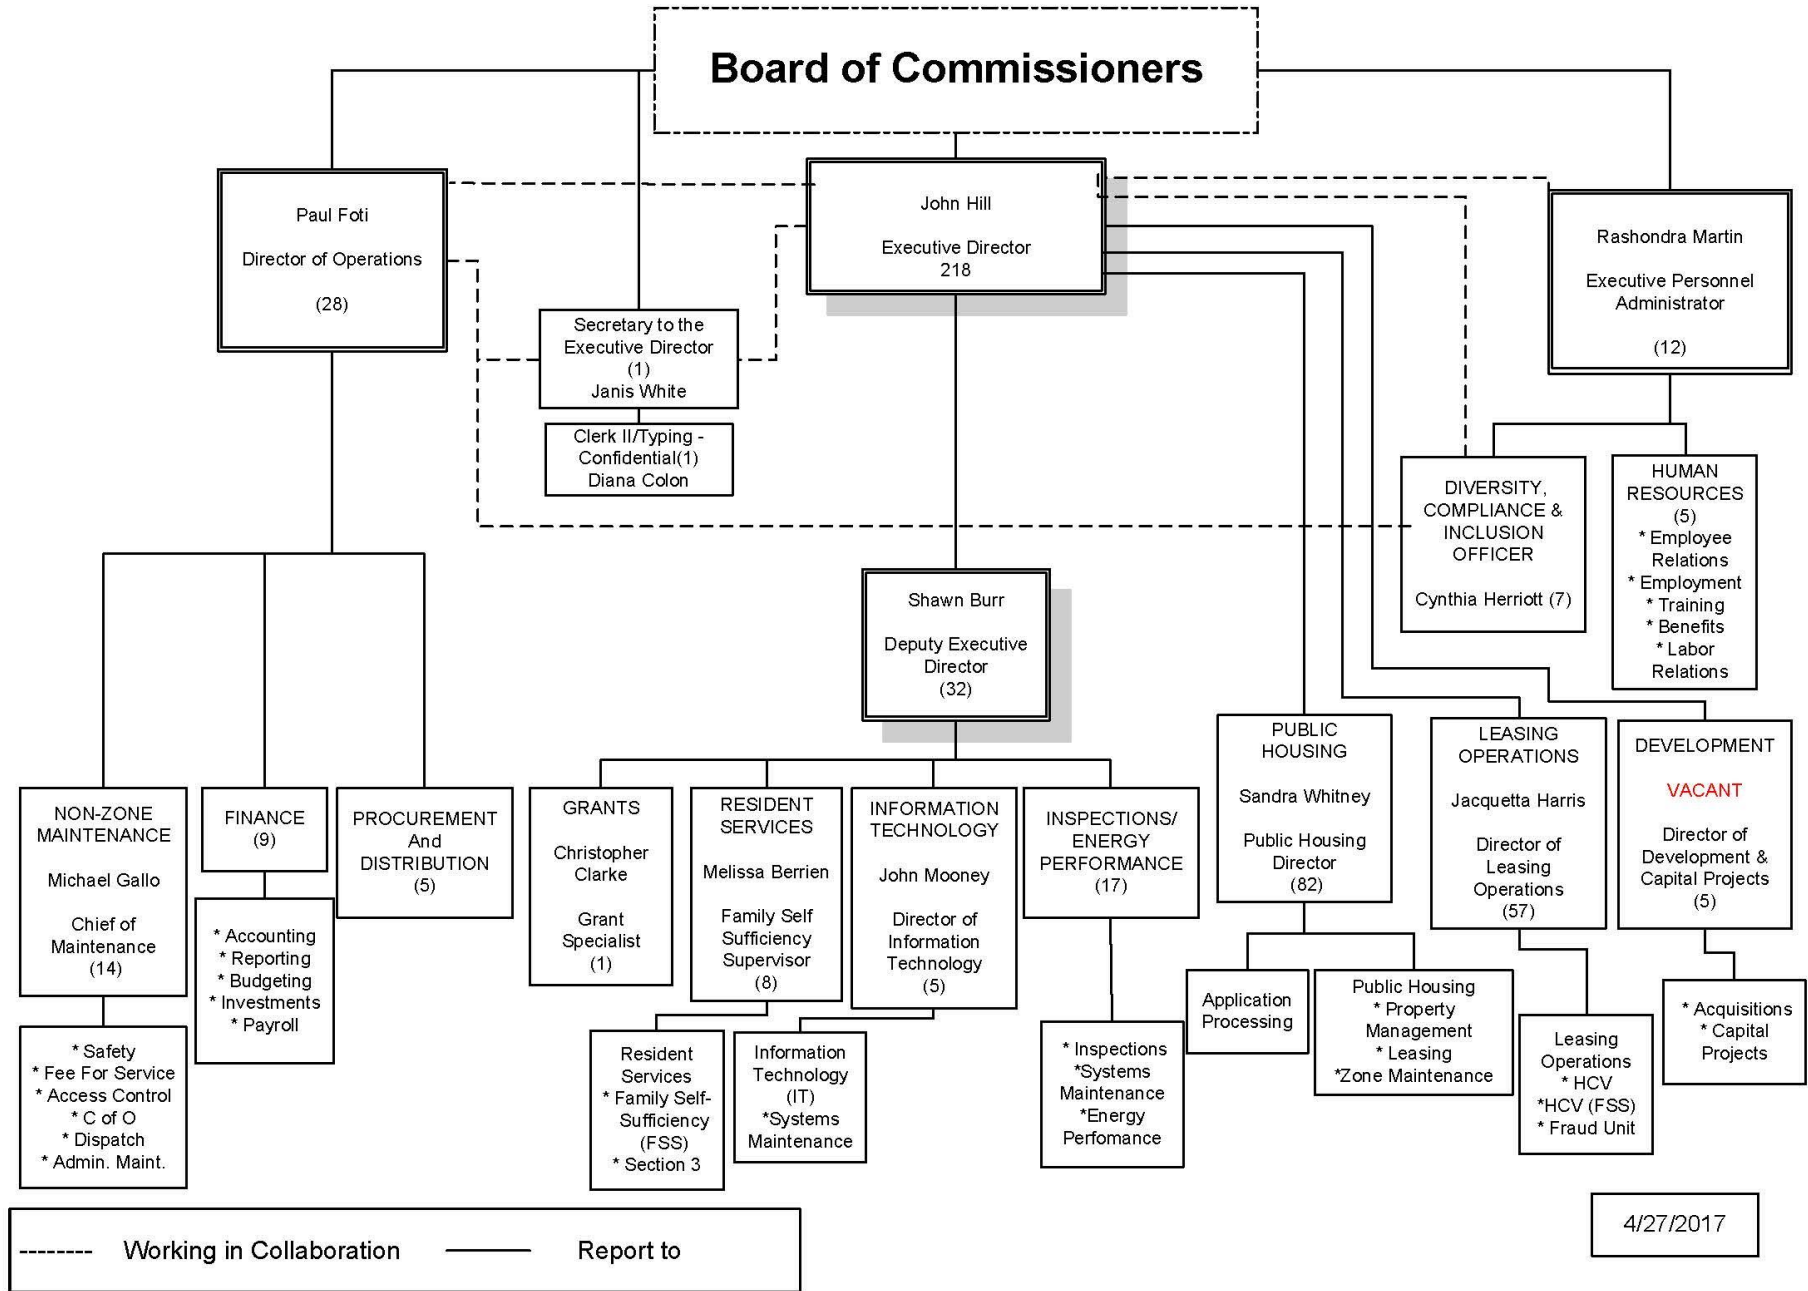 Board of Commissioners
Paul Foti
Director of Operations
(28)
John Hill
Executive Director
218
Rashondra Martin
Executive Personnel
Administrator
(12)
Secretary to the
Executive Director
(1)
Janis White
Clerk II/Typing -
Confidential(1)
Diana Colon
DIVERSITY,
COMPLIANCE &
INCLUSION
OFFICER
Cynthia Herriott (7)
HUMAN
RESOURCES
(5)
* Employee
Relations
* Employment
* Training
* Benefits
* Labor
Relations
Shawn Burr
Deputy Executive
Director
(32)
NON-ZONE
MAINTENANCE
Michael Gallo
Chief of
Maintenance
(14)
* Safety
* Fee For Service
* Access Control
* C of O
* Dispatch
* Admin. Maint.
FINANCE
(9)
* Accounting
* Reporting
* Budgeting
* Investments
* Payroll
PROCUREMENT
And
DISTRIBUTION
(5)
GRANTS
Christopher
Clarke
Grant
Specialist
(1)
RESIDENT
SERVICES
Melissa Berrien
Family Self
Sufficiency
Supervisor
(8)
Resident
Services
* Family Self-
Sufficiency
(FSS)
* Section 3
INFORMATION
TECHNOLOGY
John Mooney
Director of
Information
Technology
(5)
Information
Technology
(IT)
*Systems
Maintenance
INSPECTIONS/
ENERGY
PERFORMANCE
(17)
* Inspections
*Systems
Maintenance
*Energy
Perfomance
PUBLIC
HOUSING
Sandra Whitney
Public Housing
Director
(82)
Application
Processing
Public Housing
* Property
Management
* Leasing
*Zone Maintenance
LEASING
OPERATIONS
Jacquetta Harris
Director of
Leasing
Operations
(57)
Leasing
Operations
* HCV
*HCV (FSS)
* Fraud Unit
DEVELOPMENT
VACANT
Director of
Development &
Capital Projects
(5)
* Acquisitions
* Capital
Projects
Working in Collaboration
Report to
4/27/2017